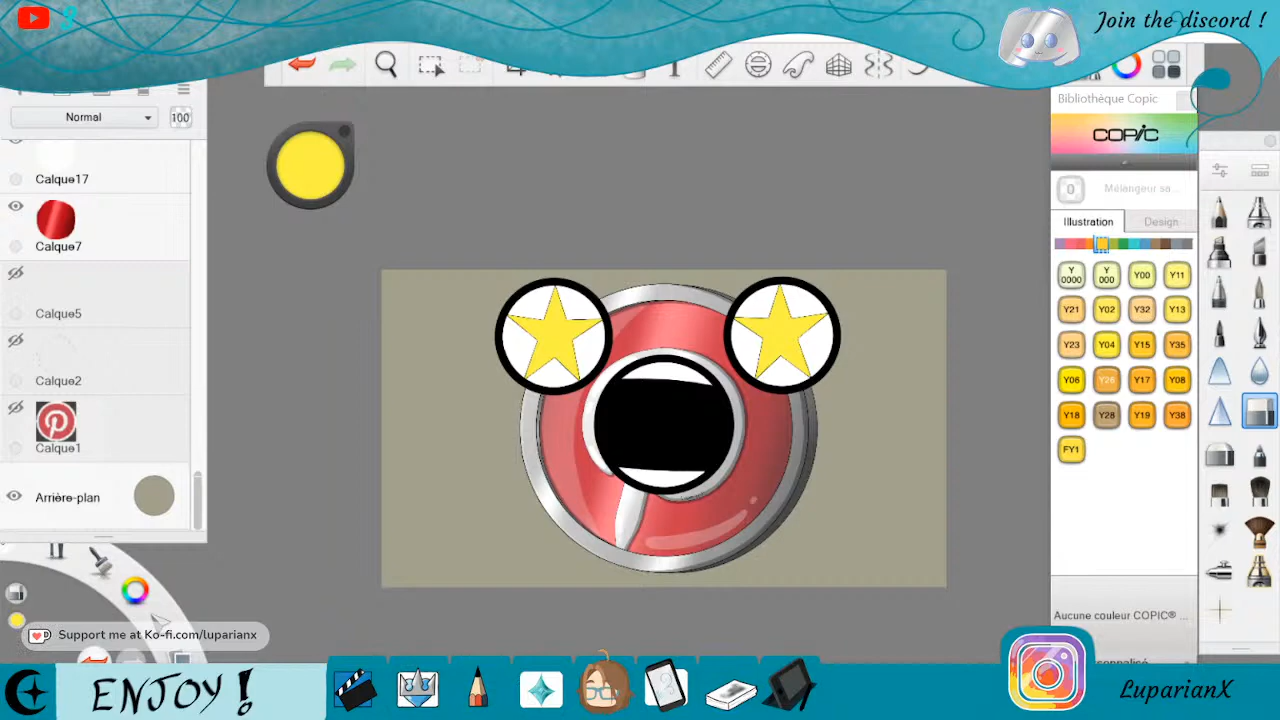 Join the discord !
Normal
100
Bibliothèque Copic
COPIC
Calque17
0
Mélangeur sa...
Illustration
Design
Calque7
Y
0000
Y
000
Y00
Y11
Y21
Y02
Y32
Y13
Calque5
Y23
Y04
Y15
Y35
Calque2
Y06
Y26
Y17
Y08
Y18
Y28
Y19
Y38
Calque1
FY1
Arrière-plan
Aucune couleur COPIC® ...
Support me at Ko-fi.com/luparianx
ENJOY !
LuparianX